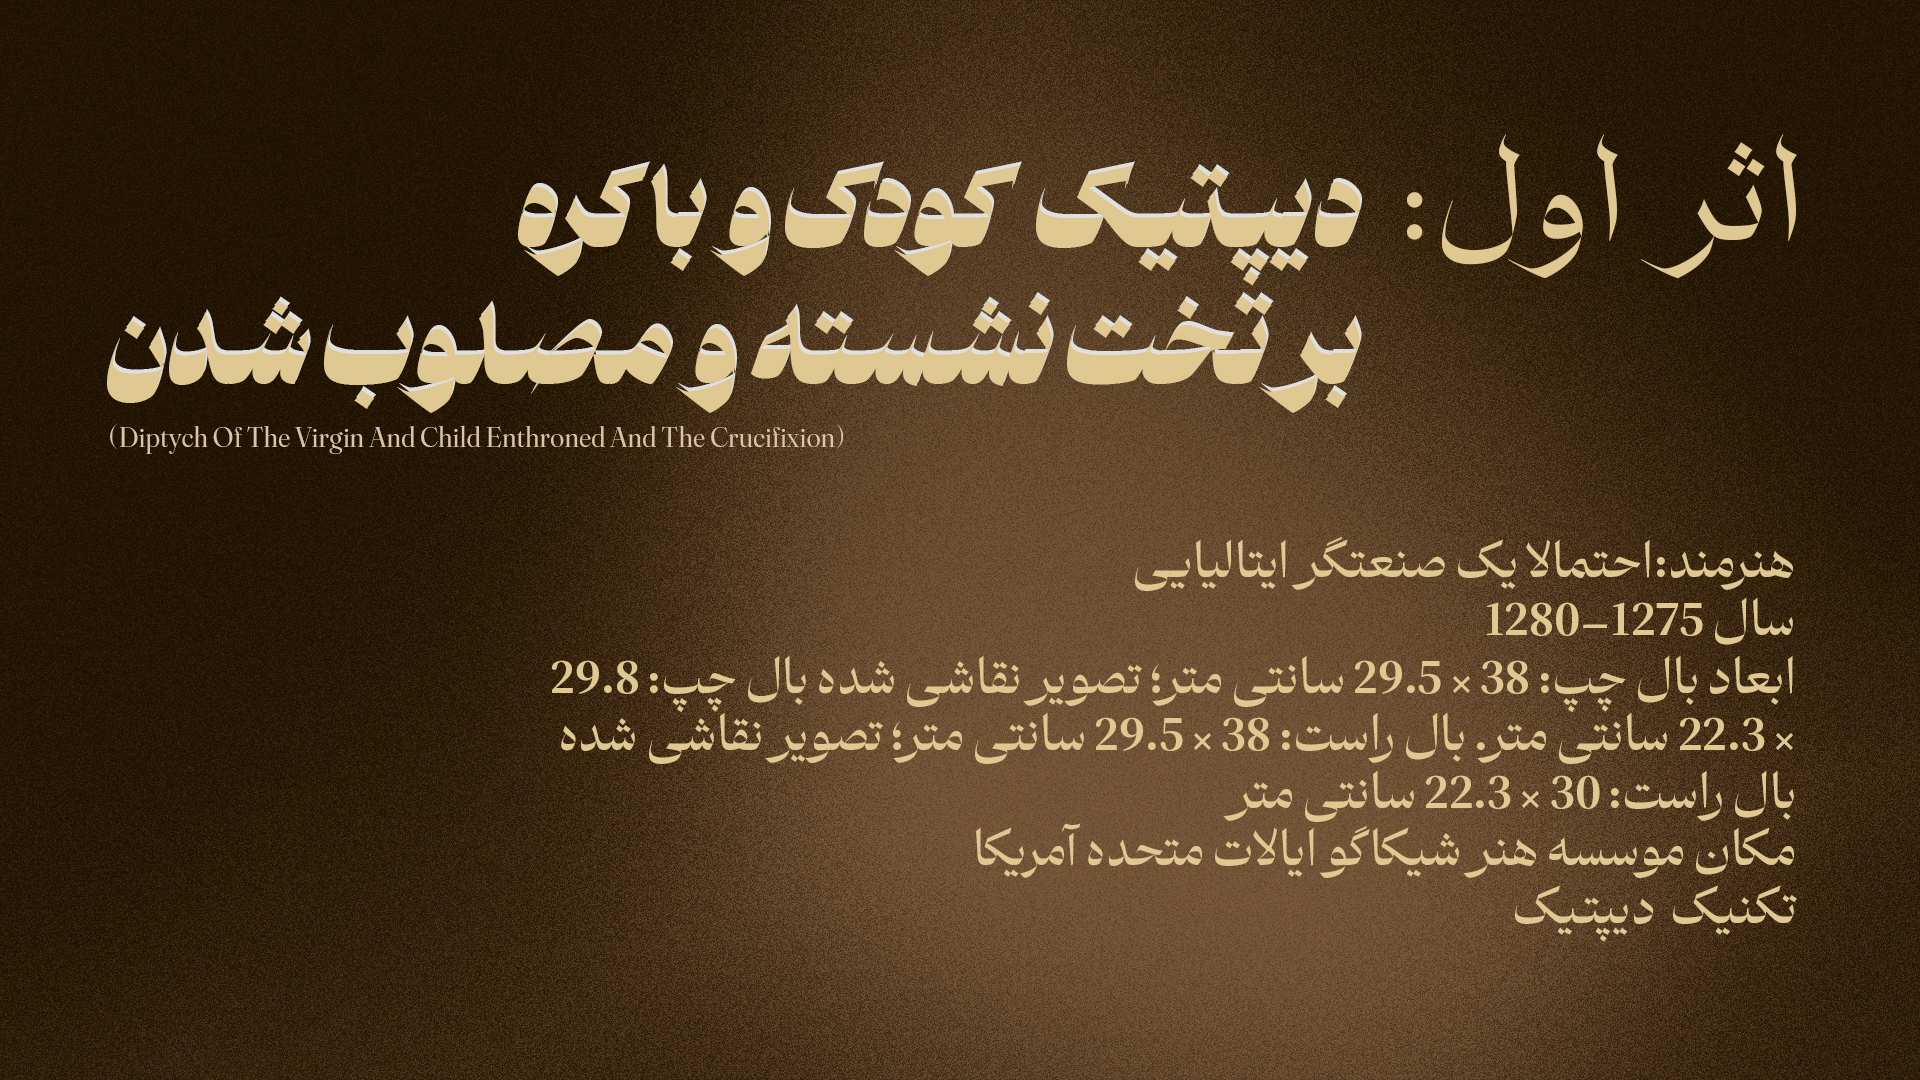 اثر اول: دیپتیک کودک و باکره
بر تخت نشسته و مصلوب شدن
(Diptych Of The Virgin And Child Enthroned And The Crucifixion)
هنرمند:احتمالا یک صنعتگر ایتالیایی
سال 1275–1280
ابعاد بال چپ: 38 × 29.5 سانتی متر؛ تصویر نقاشی شده بال چپ: 29.8
× 22.3 سانتی متر. بال راست: 38 × 29.5 سانتی متر؛ تصویر نقاشی شده
بال راست: 30 × 22.3 سانتی متر
مکان موسسه هنر شیکاگو ایالات متحده آمریکا
تکنیک دیپتیک